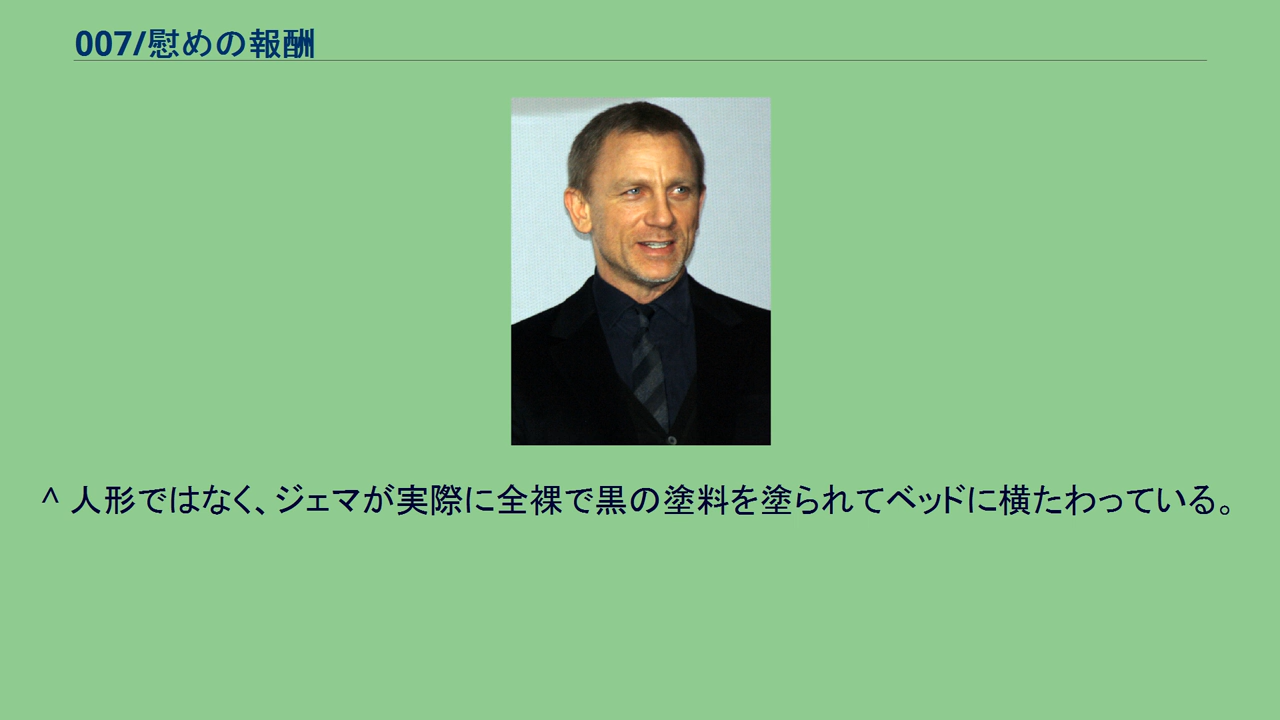 007/慰めの報酬
^ 人形ではなく、ジェマが実際に全裸で黒の塗料を塗られてベッドに横たわっている。